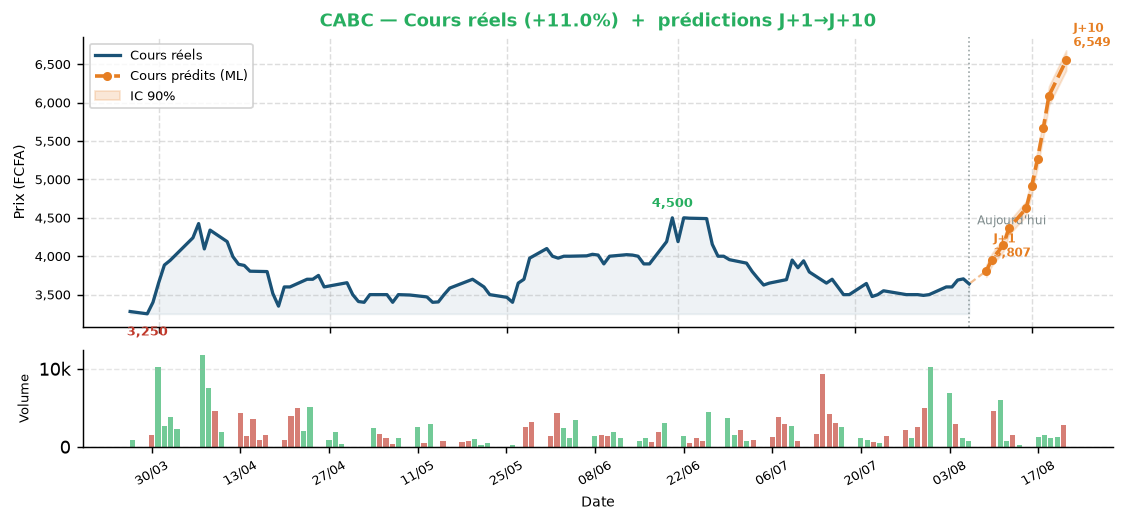 CABC — Cours réels (+11.0%)  +  prédictions J+1→J+10
J+10
6,549
Cours réels
Cours prédits (ML)
IC 90%
Prix (FCFA)
6,500
6,000
5,500
5,000
4,500
4,000
3,500
4,500
Aujourd'hui
J+1
3,807
3,250
Volume
10k
0
30/03
13/04
27/04
11/05
25/05
08/06
22/06
06/07
20/07
03/08
17/08
Date